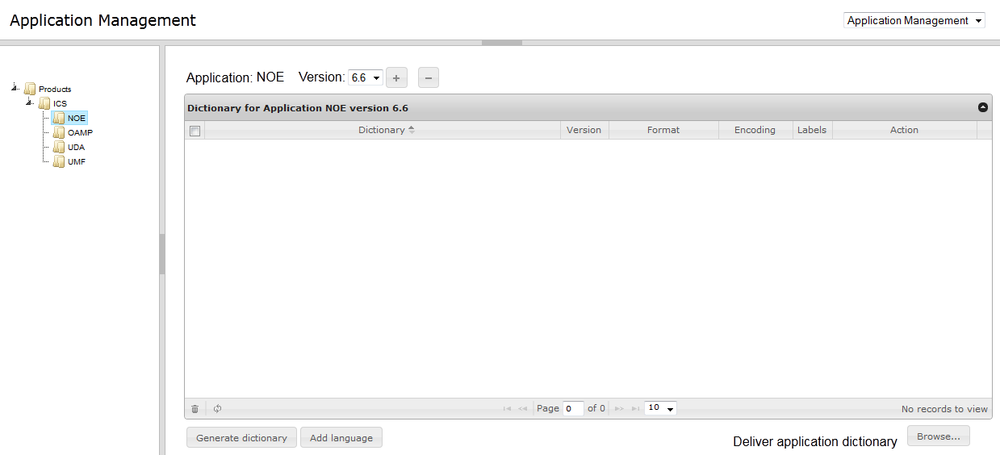 Application Management
Application Management
Products
ICS
NOE
OAMP
UDA
UMF
Application: NOE Version: 6.6 + −
Dictionary for Application NOE version 6.6
Dictionary Version Format Encoding Labels Action
Page 0 of 0 10 No records to view
Generate dictionary Add language
Deliver application dictionary Browse...